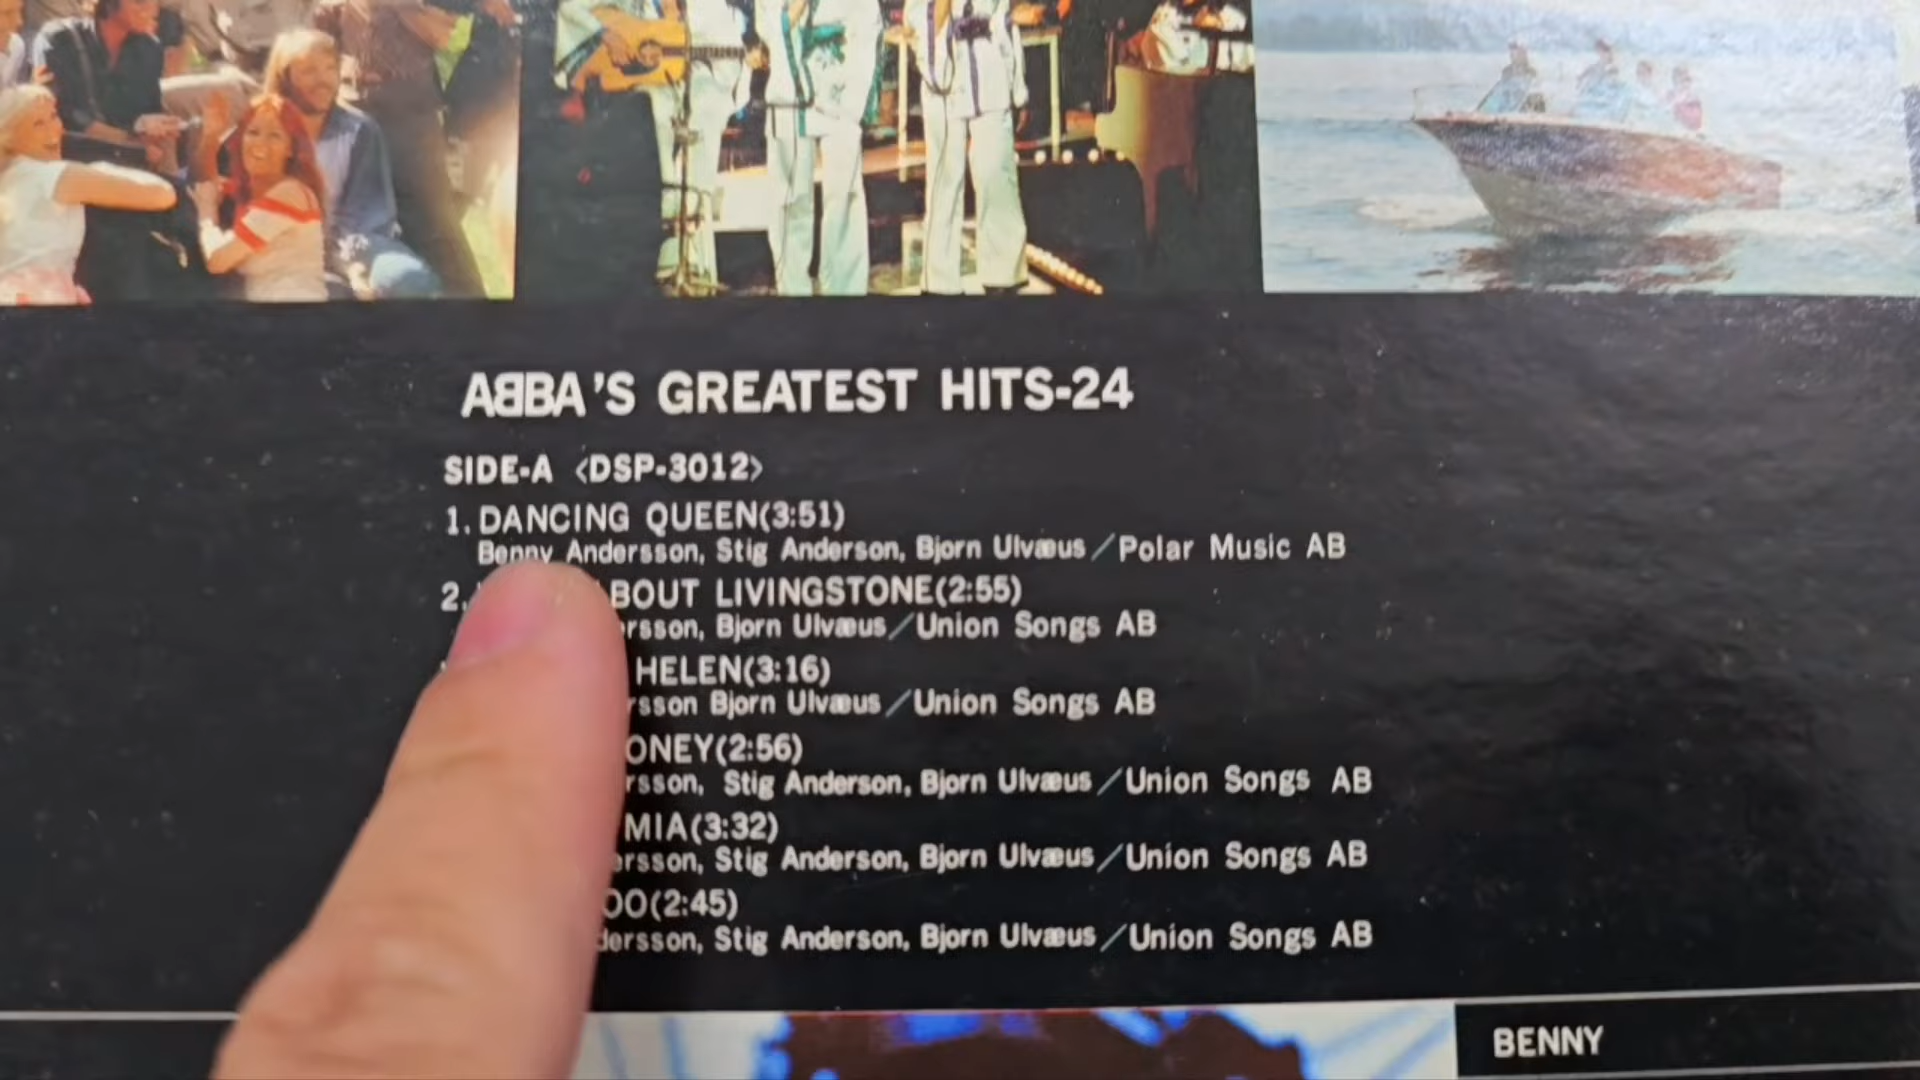 ABBA'S GREATEST HITS-24
SIDE-A <DSP-3012>
1. DANCING QUEEN(3:51)
Benny Andersson, Stig Anderson, Bjorn Ulvæus／Polar Music AB
2. BOUT LIVINGSTONE(2:55)
rsson, Bjorn Ulvæus／Union Songs AB
HELEN(3:16)
rsson Bjorn Ulvæus／Union Songs AB
ONEY(2:56)
rsson, Stig Anderson, Bjorn Ulvæus／Union Songs AB
MIA(3:32)
ersson, Stig Anderson, Bjorn Ulvæus／Union Songs AB
OO(2:45)
dersson, Stig Anderson, Bjorn Ulvæus／Union Songs AB
BENNY